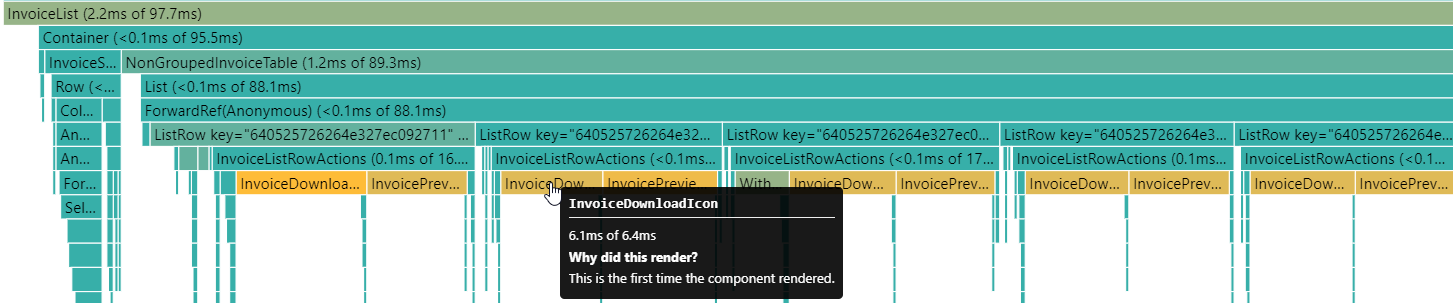 InvoiceList (2.2ms of 97.7ms)
Container (<0.1ms of 95.5ms)
InvoiceS... NonGroupedInvoiceTable (1.2ms of 89.3ms)
Row (<... List (<0.1ms of 88.1ms)
Col... ForwardRef(Anonymous) (<0.1ms of 88.1ms)
An... ListRow key="640525726264e327ec092711" ... ListRow key="640525726264e32... ListRow key="640525726264e327ec0... ListRow key="640525726264e3... ListRow key="640525726264e...
An... InvoiceListRowActions (0.1ms of 16.... InvoiceListRowActions (<0.1ms... InvoiceListRowActions (<0.1ms of 17... InvoiceListRowActions (0.1ms... InvoiceListRowActions (<0.1...
For... InvoiceDownloa... InvoicePrev... InvoiceDow... InvoicePrevie... With... InvoiceDow... InvoicePrev... InvoiceDow... InvoicePrev... InvoiceDow... InvoicePrev...
Sel...
InvoiceDownloadIcon
6.1ms of 6.4ms
Why did this render?
This is the first time the component rendered.